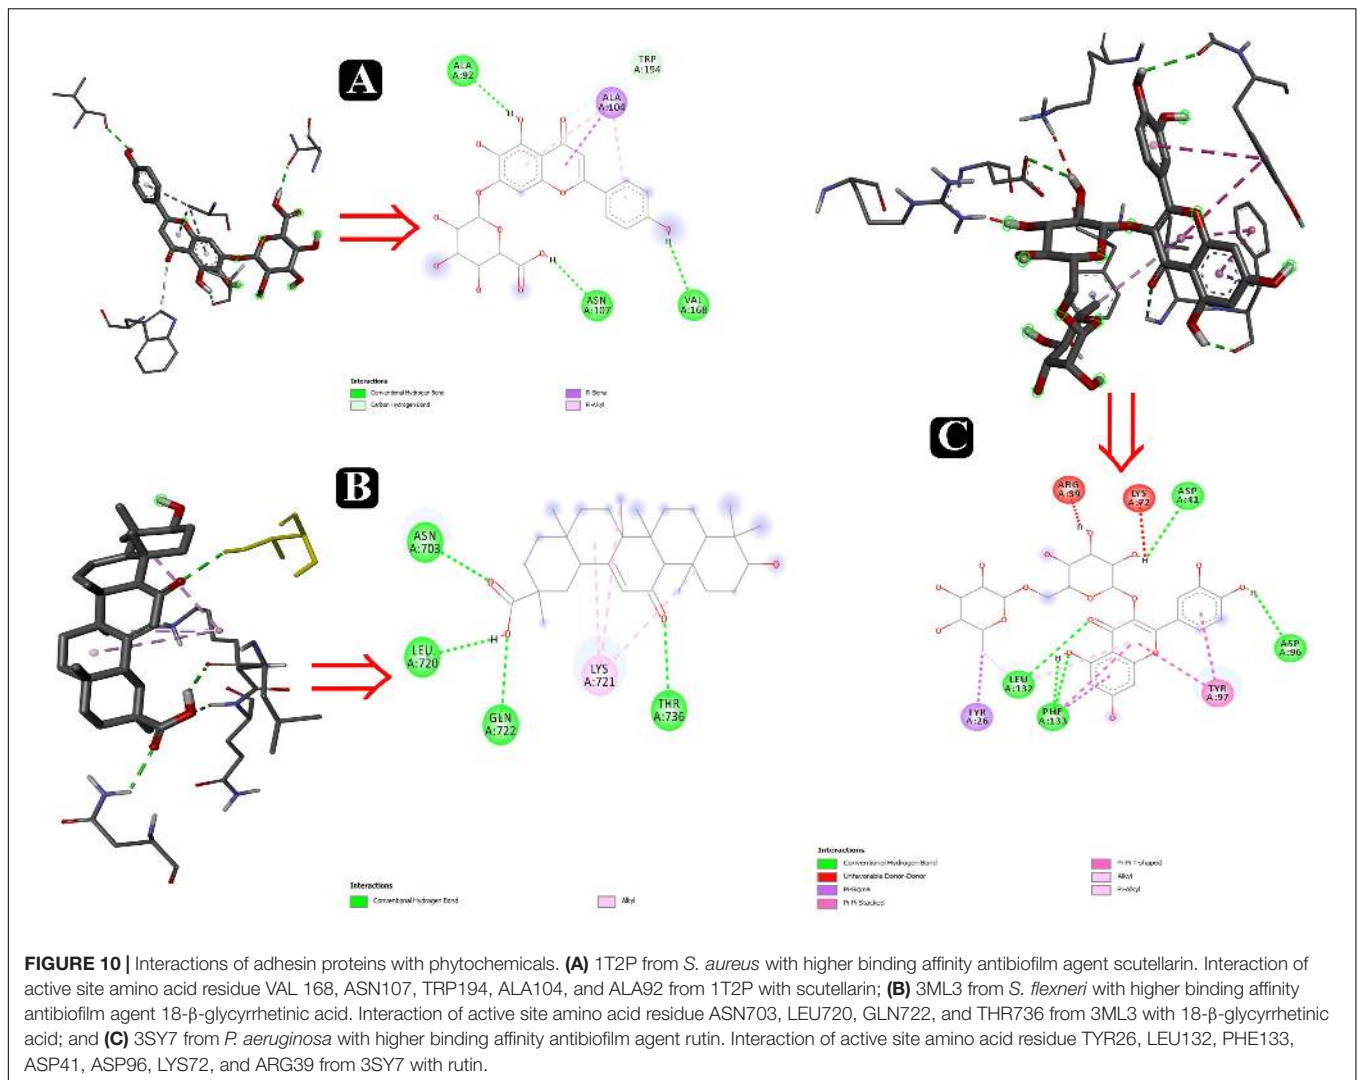 A
ALA
A:92
TRP
A:194
ALA
A:104
H
O
ASN
A:107
VAL
A:168
Interactions
Conventional Hydrogen Bond
Carbon Hydrogen Bond
Pi-Sigma
Pi-Alkyl
B
ASN
A:703
LEU
A:720
GLN
A:722
LYS
A:721
THR
A:736
H
O
Interactions
Conventional Hydrogen Bond
Alkyl
C
ARG
A:39
LYS
A:72
ASP
A:41
ASP
A:96
LEU
A:132
TYR
A:26
PHE
A:133
TYR
A:97
Interactions
Conventional Hydrogen Bond
Unfavorable Donor-Donor
Pi-Sigma
Pi-Pi Stacked
Pi-Pi T-shaped
Alkyl
Pi-Alkyl
FIGURE 10 | Interactions of adhesin proteins with phytochemicals. (A) 1T2P from S. aureus with higher binding affinity antibiofilm agent scutellarin. Interaction of
active site amino acid residue VAL 168, ASN107, TRP194, ALA104, and ALA92 from 1T2P with scutellarin; (B) 3ML3 from S. flexneri with higher binding affinity
antibiofilm agent 18-β-glycyrrhetinic acid. Interaction of active site amino acid residue ASN703, LEU720, GLN722, and THR736 from 3ML3 with 18-β-glycyrrhetinic
acid; and (C) 3SY7 from P. aeruginosa with higher binding affinity antibiofilm agent rutin. Interaction of active site amino acid residue TYR26, LEU132, PHE133,
ASP41, ASP96, LYS72, and ARG39 from 3SY7 with rutin.